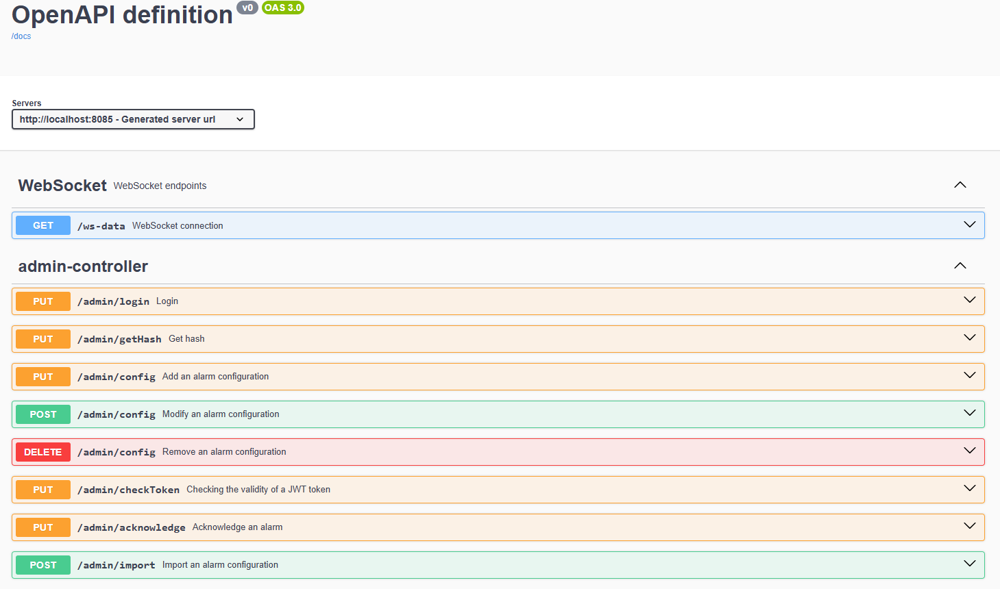 OpenAPI definition v0 OAS 3.0
/docs
Servers
http://localhost:8085 - Generated server url
WebSocket WebSocket endpoints
GET /ws-data WebSocket connection
admin-controller
PUT /admin/login Login
PUT /admin/getHash Get hash
PUT /admin/config Add an alarm configuration
POST /admin/config Modify an alarm configuration
DELETE /admin/config Remove an alarm configuration
PUT /admin/checkToken Checking the validity of a JWT token
PUT /admin/acknowledge Acknowledge an alarm
POST /admin/import Import an alarm configuration